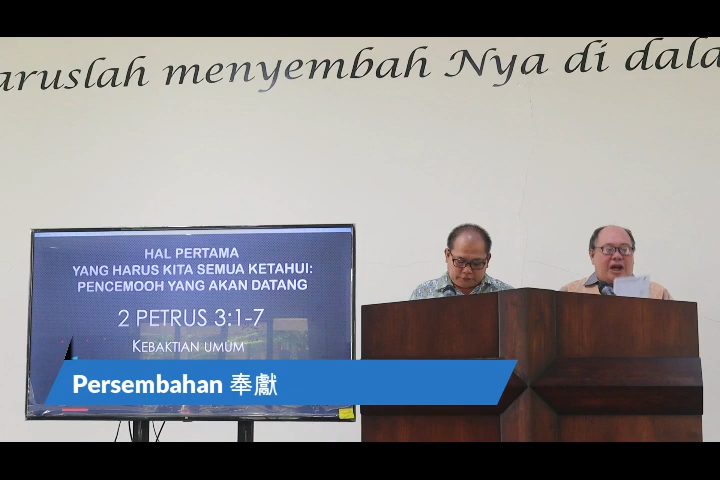 aruslah menyembah Nya di dala
HAL PERTAMA
YANG HARUS KITA SEMUA KETAHUI:
PENCEMOOH YANG AKAN DATANG
2 PETRUS 3:1-7
KEBAKTIAN UMUM
Persembahan 奉獻